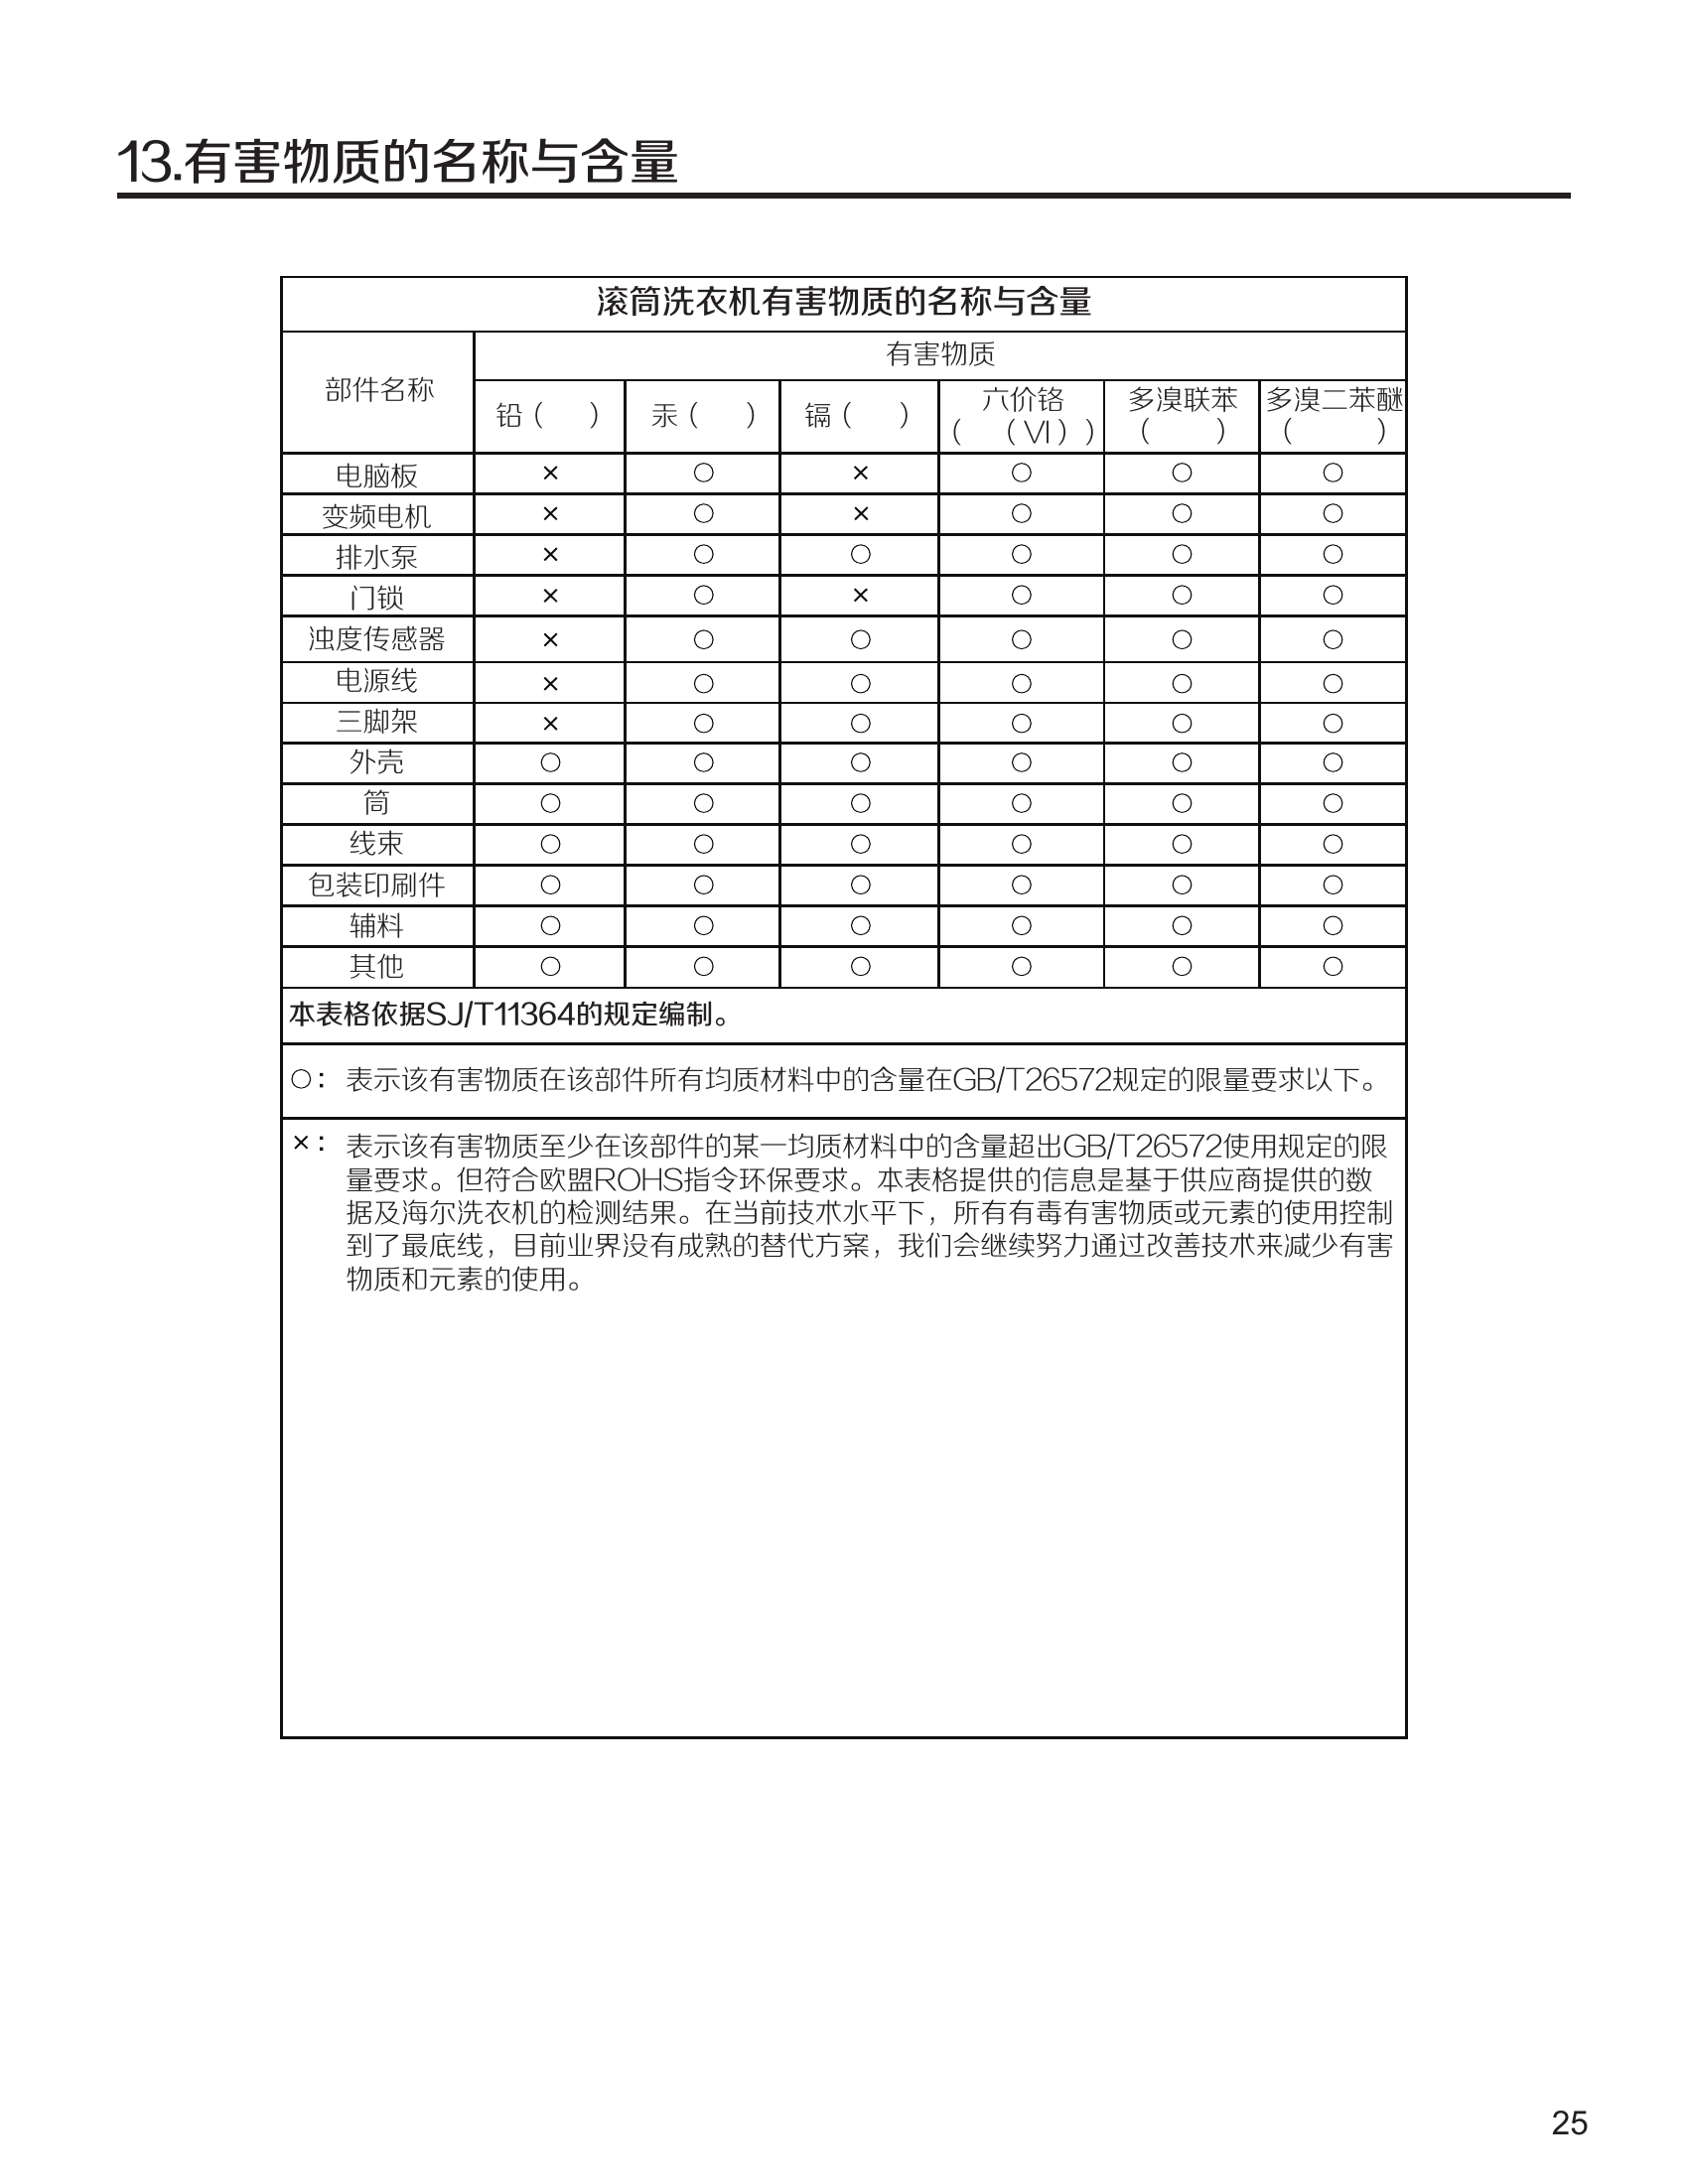 13.有害物质的名称与含量
滚筒洗衣机有害物质的名称与含量
部件名称 有害物质
铅（ ） 汞（ ） 镉（ ） 六价铬（ （VI）） 多溴联苯（ ） 多溴二苯醚（ ）
电脑板 × ○ × ○ ○ ○
变频电机 × ○ × ○ ○ ○
排水泵 × ○ ○ ○ ○ ○
门锁 × ○ × ○ ○ ○
浊度传感器 × ○ ○ ○ ○ ○
电源线 × ○ ○ ○ ○ ○
三脚架 × ○ ○ ○ ○ ○
外壳 ○ ○ ○ ○ ○ ○
筒 ○ ○ ○ ○ ○ ○
线束 ○ ○ ○ ○ ○ ○
包装印刷件 ○ ○ ○ ○ ○ ○
辅料 ○ ○ ○ ○ ○ ○
其他 ○ ○ ○ ○ ○ ○
本表格依据SJ/T11364的规定编制。
○：表示该有害物质在该部件所有均质材料中的含量在GB/T26572规定的限量要求以下。
×：表示该有害物质至少在该部件的某一均质材料中的含量超出GB/T26572使用规定的限
量要求。但符合欧盟ROHS指令环保要求。本表格提供的信息是基于供应商提供的数
据及海尔洗衣机的检测结果。在当前技术水平下，所有有毒有害物质或元素的使用控制
到了最底线，目前业界没有成熟的替代方案，我们会继续努力通过改善技术来减少有害
物质和元素的使用。
25